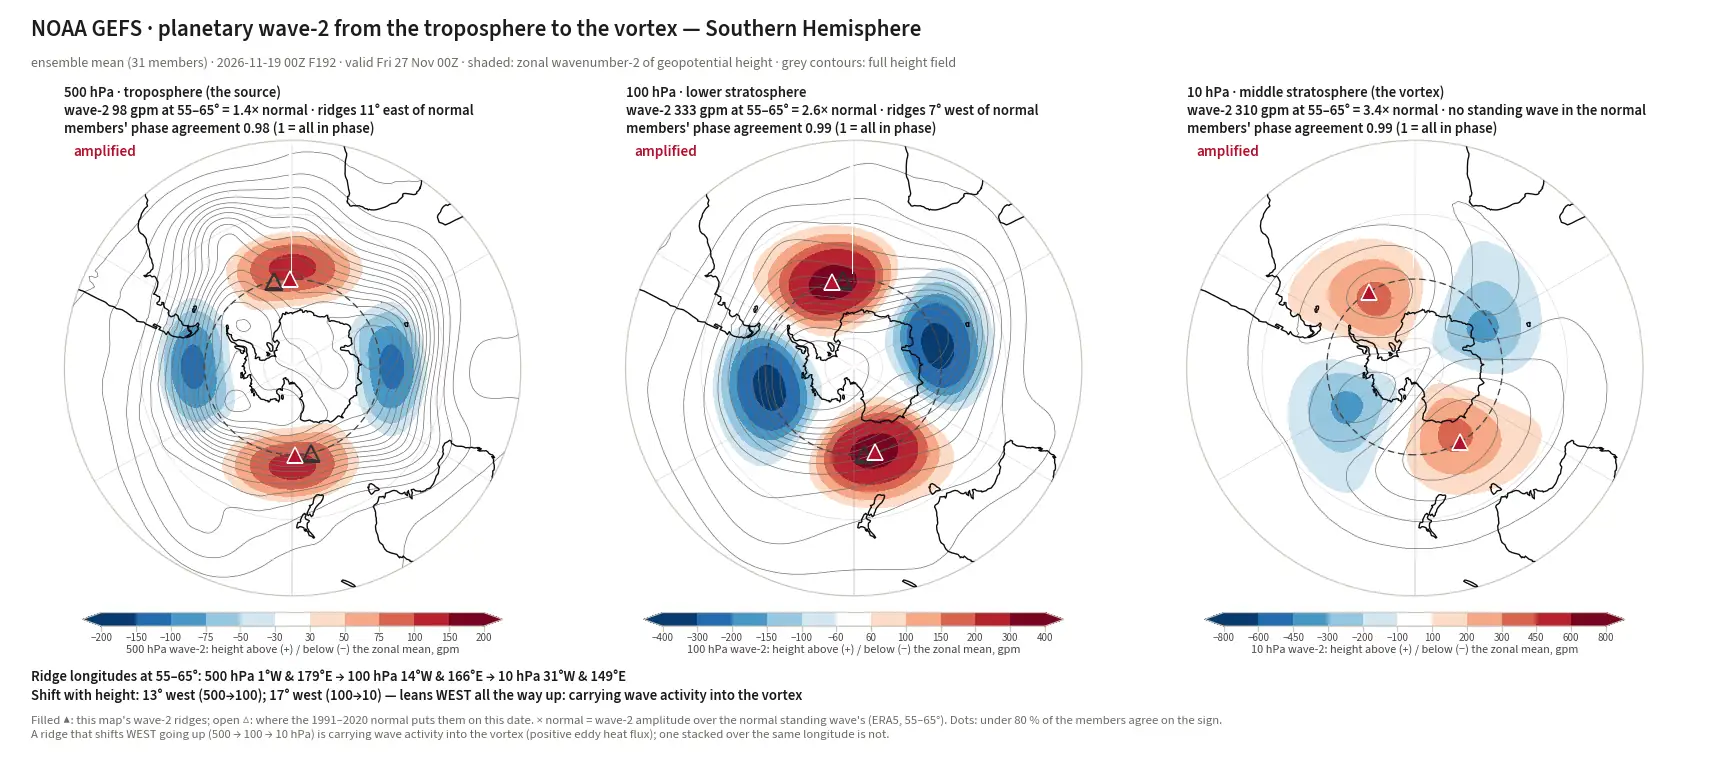 NOAA GEFS · planetary wave-2 from the troposphere to the vortex — Southern Hemisphere
ensemble mean (31 members) · 2026-11-19 00Z F192 · valid Fri 27 Nov 00Z · shaded: zonal wavenumber-2 of geopotential height · grey contours: full height field
500 hPa · troposphere (the source)
wave-2 98 gpm at 55–65° = 1.4× normal · ridges 11° east of normal
members' phase agreement 0.98 (1 = all in phase)
amplified
100 hPa · lower stratosphere
wave-2 333 gpm at 55–65° = 2.6× normal · ridges 7° west of normal
members' phase agreement 0.99 (1 = all in phase)
amplified
10 hPa · middle stratosphere (the vortex)
wave-2 310 gpm at 55–65° = 3.4× normal · no standing wave in the normal
members' phase agreement 0.99 (1 = all in phase)
amplified
−200 −150 −100 −75 −50 −30 30 50 75 100 150 200
500 hPa wave-2: height above (+) / below (−) the zonal mean, gpm
−400 −300 −200 −150 −100 −60 60 100 150 200 300 400
100 hPa wave-2: height above (+) / below (−) the zonal mean, gpm
−800 −600 −450 −300 −200 −100 100 200 300 450 600 800
10 hPa wave-2: height above (+) / below (−) the zonal mean, gpm
Ridge longitudes at 55–65°: 500 hPa 1°W & 179°E → 100 hPa 14°W & 166°E → 10 hPa 31°W & 149°E
Shift with height: 13° west (500→100); 17° west (100→10) — leans WEST all the way up: carrying wave activity into the vortex
Filled ▲: this map's wave-2 ridges; open △: where the 1991–2020 normal puts them on this date. × normal = wave-2 amplitude over the normal standing wave's (ERA5, 55–65°). Dots: under 80 % of the members agree on the sign.
A ridge that shifts WEST going up (500 → 100 → 10 hPa) is carrying wave activity into the vortex (positive eddy heat flux); one stacked over the same longitude is not.